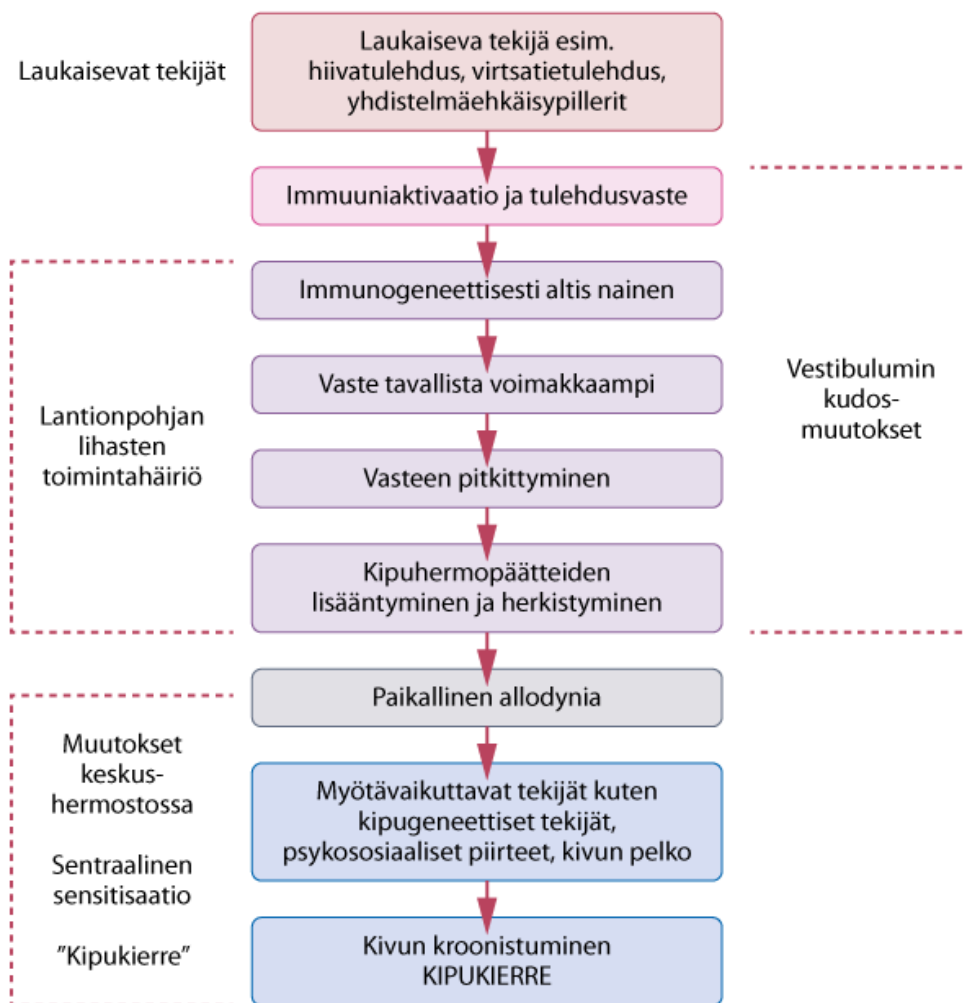 Laukaisevat tekijät
Laukaiseva tekijä esim.
hiivatulehdus, virtsatietulehdus,
yhdistelmäehkäisypillerit
Immuuniaktivaatio ja tulehdusvaste
Immunogeneettisesti altis nainen
Vaste tavallista voimakkaampi
Vasteen pitkittyminen
Kipuhermopäätteiden
lisääntyminen ja herkistyminen
Lantionpohjan
lihasten
toimintahäiriö
Vestibulumin
kudos-
muutokset
Paikallinen allodynia
Myötävaikuttavat tekijät kuten
kipugeneettiset tekijät,
psykososiaaliset piirteet, kivun pelko
Kivun kroonistuminen
KIPUKIERRE
Muutokset
keskus-
hermostossa
Sentraalinen
sensitisaatio
”Kipukierre”